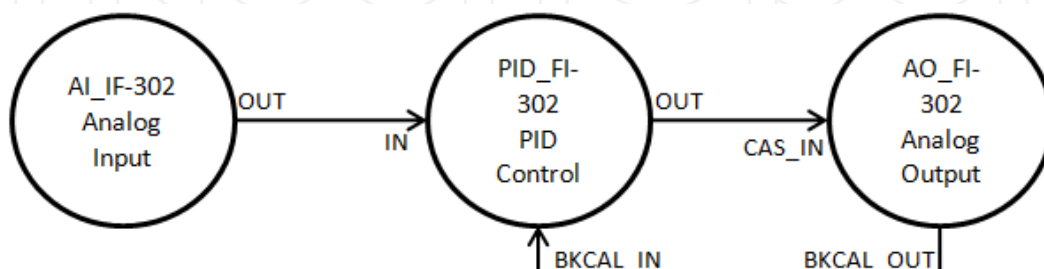 AI_IF-302
Analog
Input
OUT
IN
PID_FI-
302
PID
Control
OUT
CAS_IN
AO_FI-
302
Analog
Output
BKCAL_IN
BKCAL_OUT